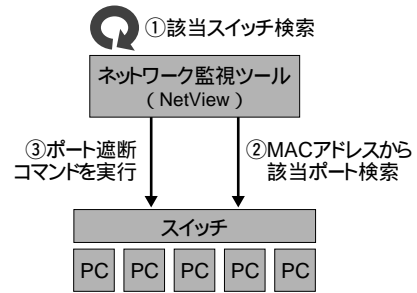 ①該当スイッチ検索
ネットワーク監視ツール
（NetView）
③ポート遮断
コマンドを実行
②MACアドレスから
該当ポート検索
スイッチ
PC PC PC PC PC